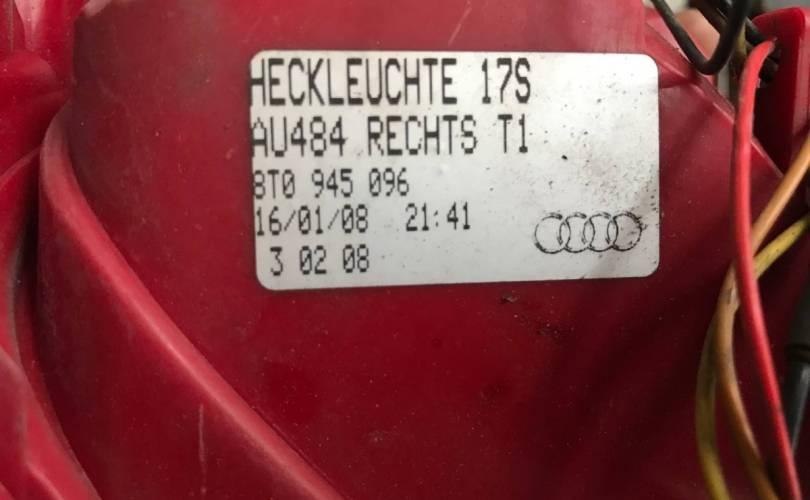 HECKLEUCHTE 17S
AU484 RECHTS T1
8T0 945 096
16/01/08 21:41
3 02 08